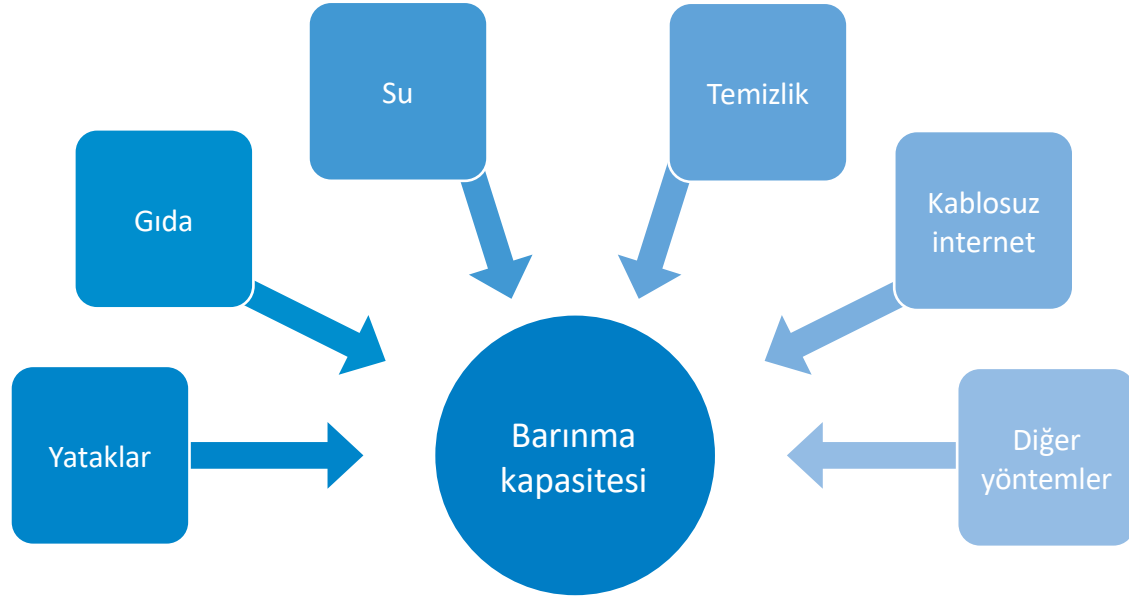 Su
Temizlik
Gıda
Kablosuz
internet
Yataklar
Barınma
kapasitesi
Diğer
yöntemler